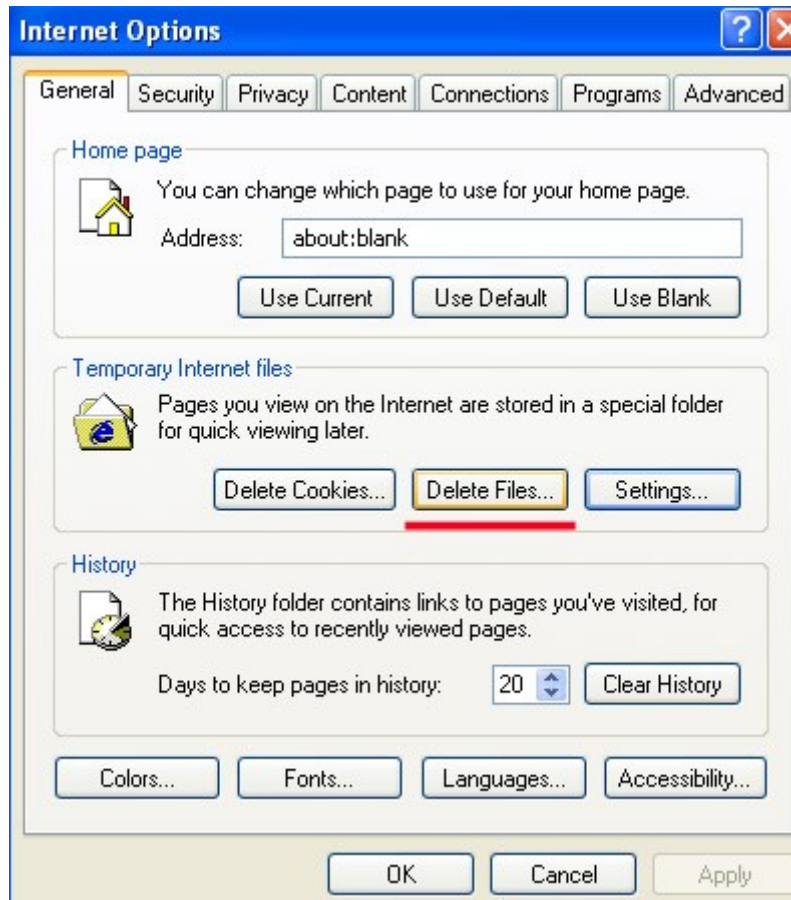 Internet Options
General Security Privacy Content Connections Programs Advanced
Home page
You can change which page to use for your home page.
Address: about:blank
Use Current Use Default Use Blank
Temporary Internet files
Pages you view on the Internet are stored in a special folder
for quick viewing later.
Delete Cookies... Delete Files... Settings...
History
The History folder contains links to pages you've visited, for
quick access to recently viewed pages.
Days to keep pages in history: 20 Clear History
Colors... Fonts... Languages... Accessibility...
OK Cancel Apply